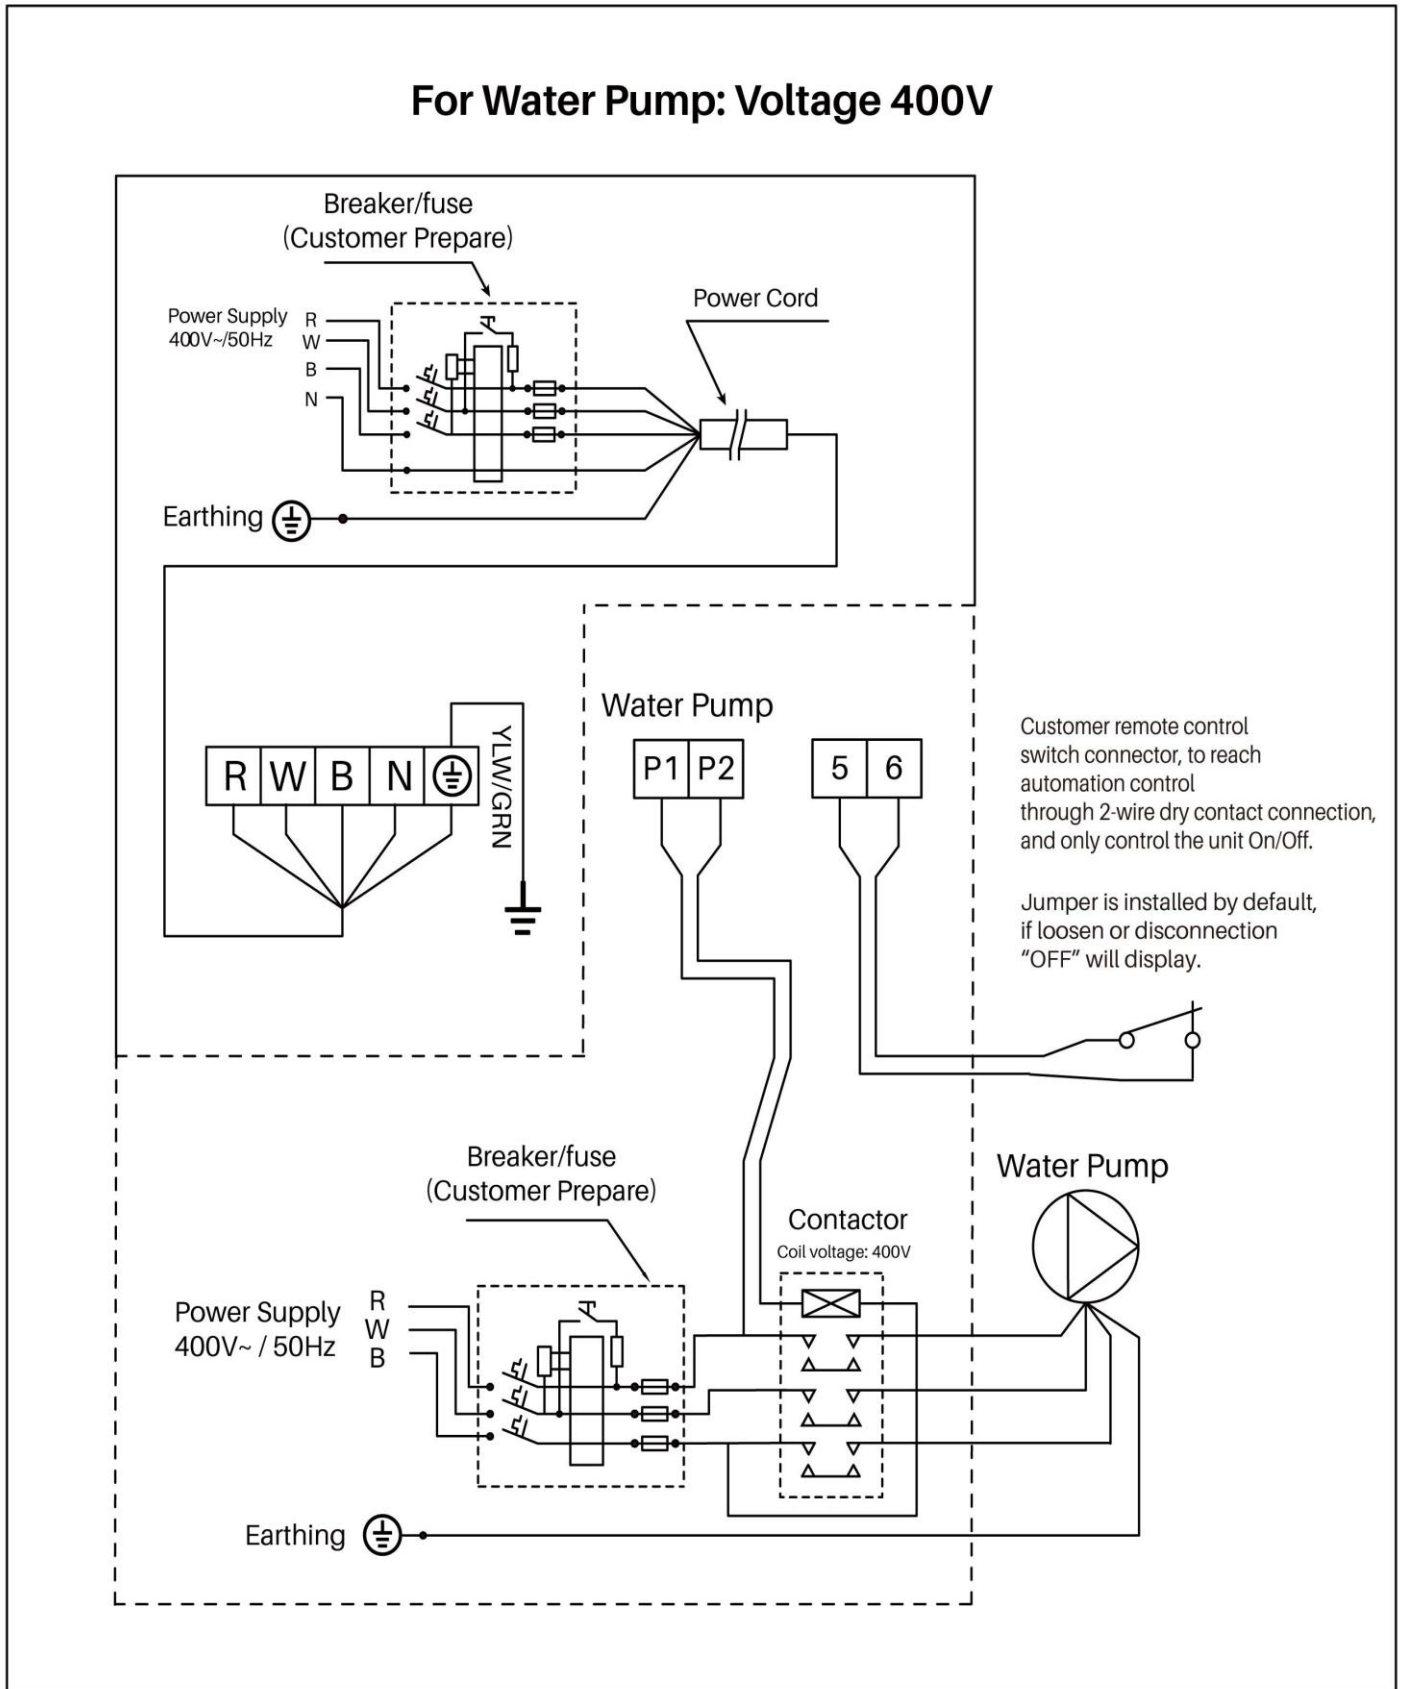 For Water Pump: Voltage 400V
Breaker/fuse
(Customer Prepare)
Power Supply
400V~/50Hz
R
W
B
N
Power Cord
Earthing
Water Pump
R W B N
YLW/GRN
P1 P2
5 6
Customer remote control
switch connector, to reach
automation control
through 2-wire dry contact connection,
and only control the unit On/Off.
Jumper is installed by default,
if loosen or disconnection
"OFF" will display.
Breaker/fuse
(Customer Prepare)
Water Pump
Contactor
Coil voltage: 400V
Power Supply
400V~ / 50Hz
R
W
B
Earthing